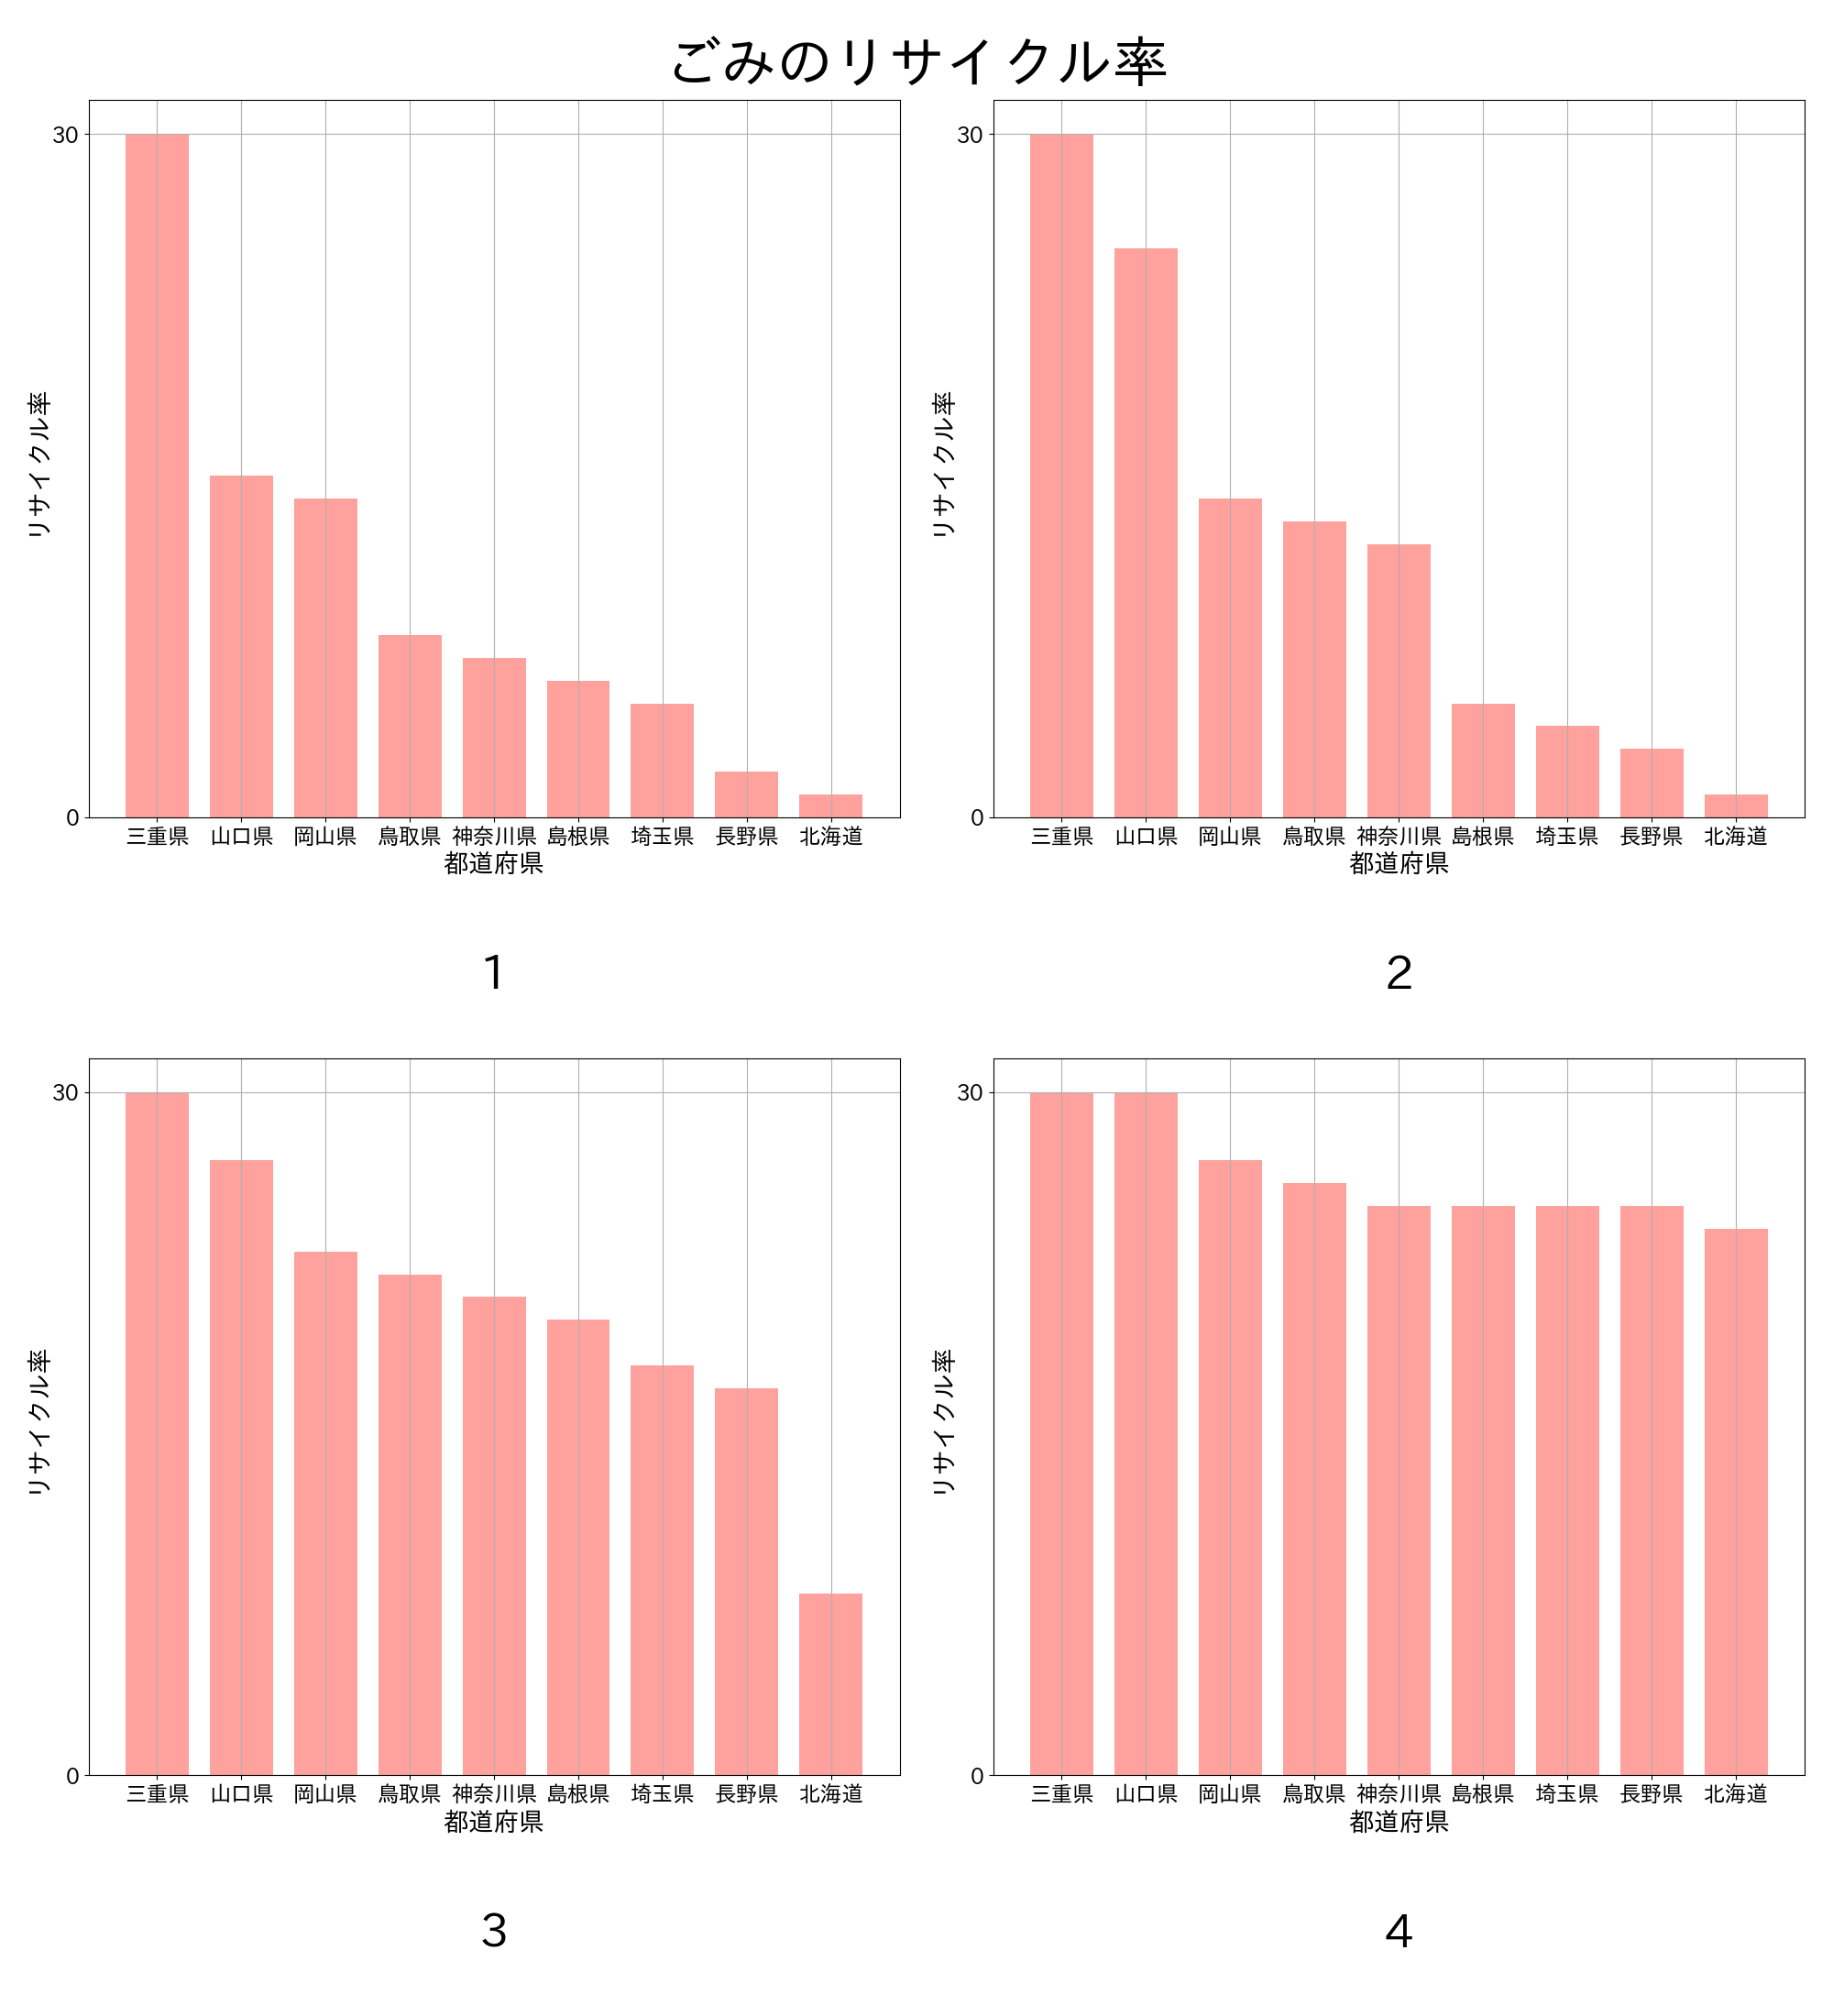 ごみのリサイクル率
30
0
リサイクル率
三重県 山口県 岡山県 鳥取県 神奈川県 島根県 埼玉県 長野県 北海道
都道府県
1
30
0
リサイクル率
三重県 山口県 岡山県 鳥取県 神奈川県 島根県 埼玉県 長野県 北海道
都道府県
2
30
0
リサイクル率
三重県 山口県 岡山県 鳥取県 神奈川県 島根県 埼玉県 長野県 北海道
都道府県
3
30
0
リサイクル率
三重県 山口県 岡山県 鳥取県 神奈川県 島根県 埼玉県 長野県 北海道
都道府県
4